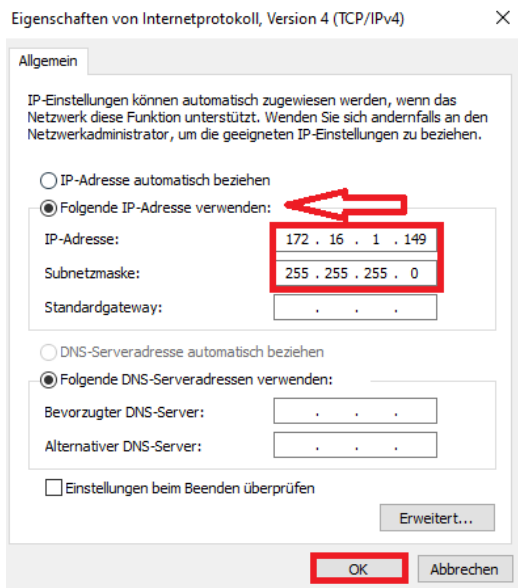 Eigenschaften von Internetprotokoll, Version 4 (TCP/IPv4)
Allgemein
IP-Einstellungen können automatisch zugewiesen werden, wenn das
Netzwerk diese Funktion unterstützt. Wenden Sie sich andernfalls an den
Netzwerkadministrator, um die geeigneten IP-Einstellungen zu beziehen.
IP-Adresse automatisch beziehen
Folgende IP-Adresse verwenden:
IP-Adresse: 172 . 16 . 1 . 149
Subnetzmaske: 255 . 255 . 255 . 0
Standardgateway: . . .
DNS-Serveradresse automatisch beziehen
Folgende DNS-Serveradressen verwenden:
Bevorzugter DNS-Server: . . .
Alternativer DNS-Server: . . .
Einstellungen beim Beenden überprüfen
Erweitert...
OK Abbrechen